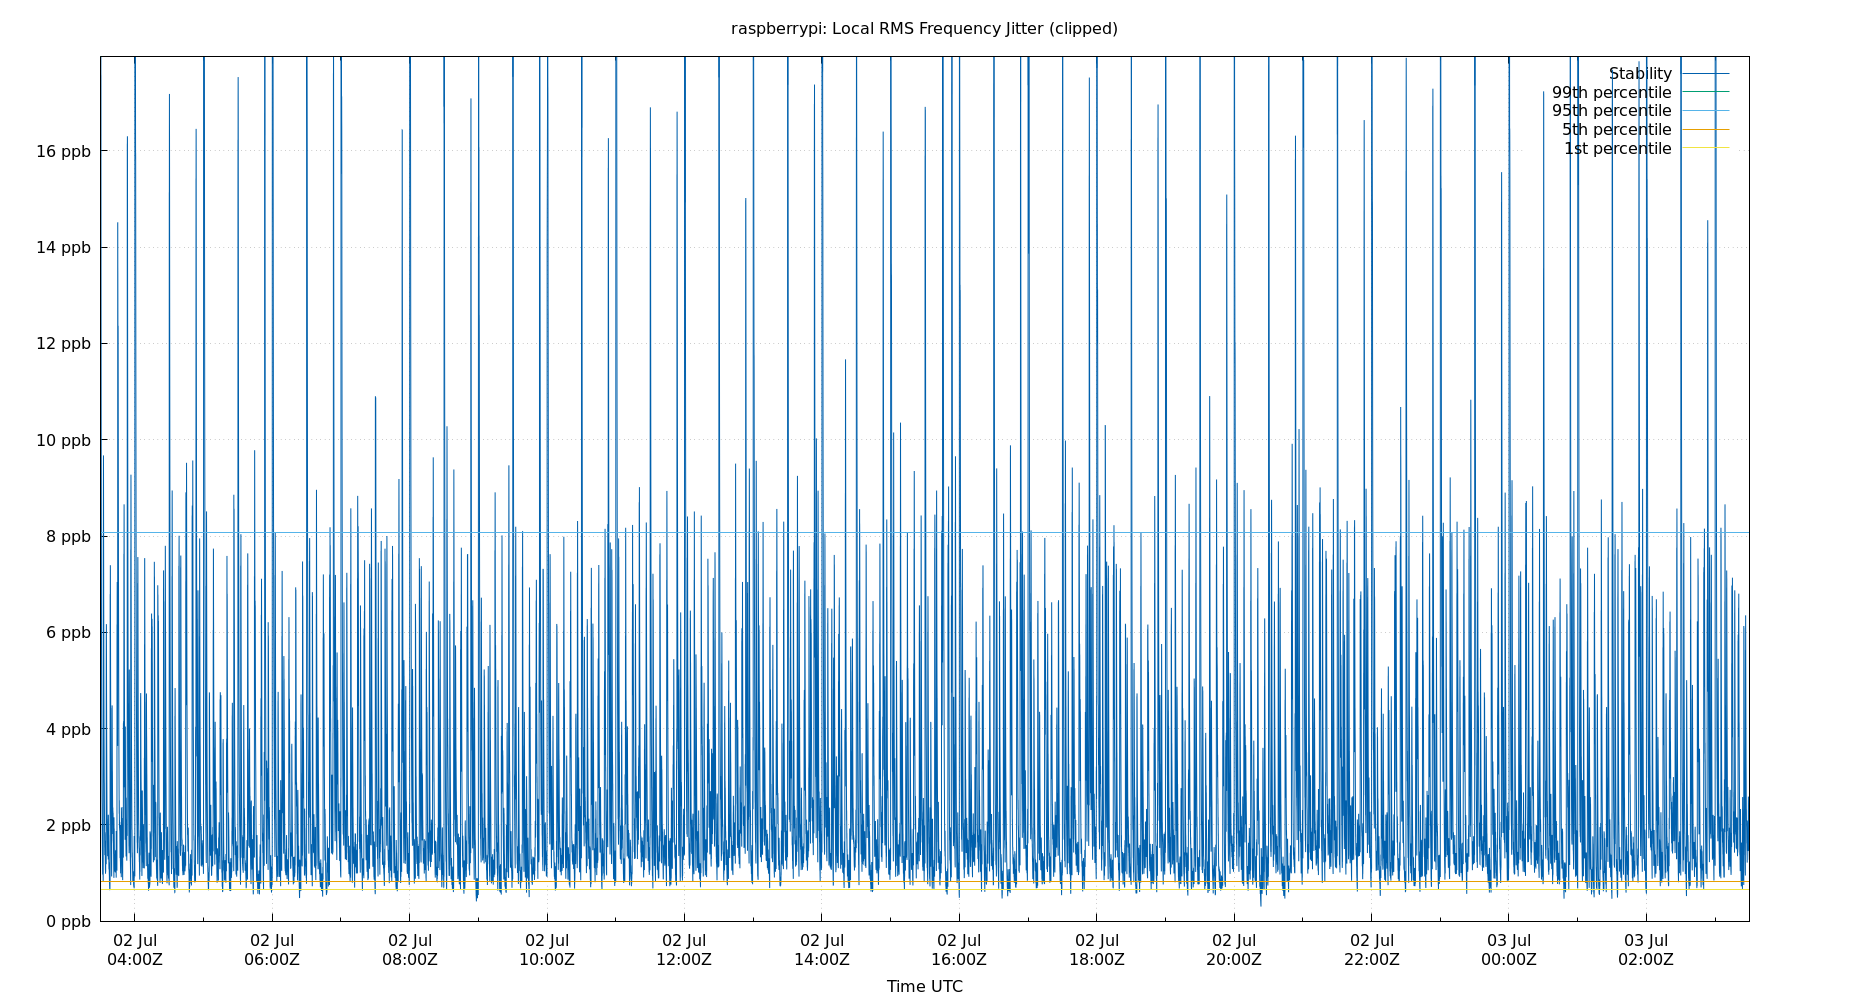 raspberrypi: Local RMS Frequency Jitter (clipped)
Stability
99th percentile
95th percentile
5th percentile
1st percentile
16 ppb
14 ppb
12 ppb
10 ppb
8 ppb
6 ppb
4 ppb
2 ppb
0 ppb
02 Jul 02 Jul 02 Jul 02 Jul 02 Jul 02 Jul 02 Jul 02 Jul 02 Jul 02 Jul 03 Jul 03 Jul
04:00Z 06:00Z 08:00Z 10:00Z 12:00Z 14:00Z 16:00Z 18:00Z 20:00Z 22:00Z 00:00Z 02:00Z
Time UTC